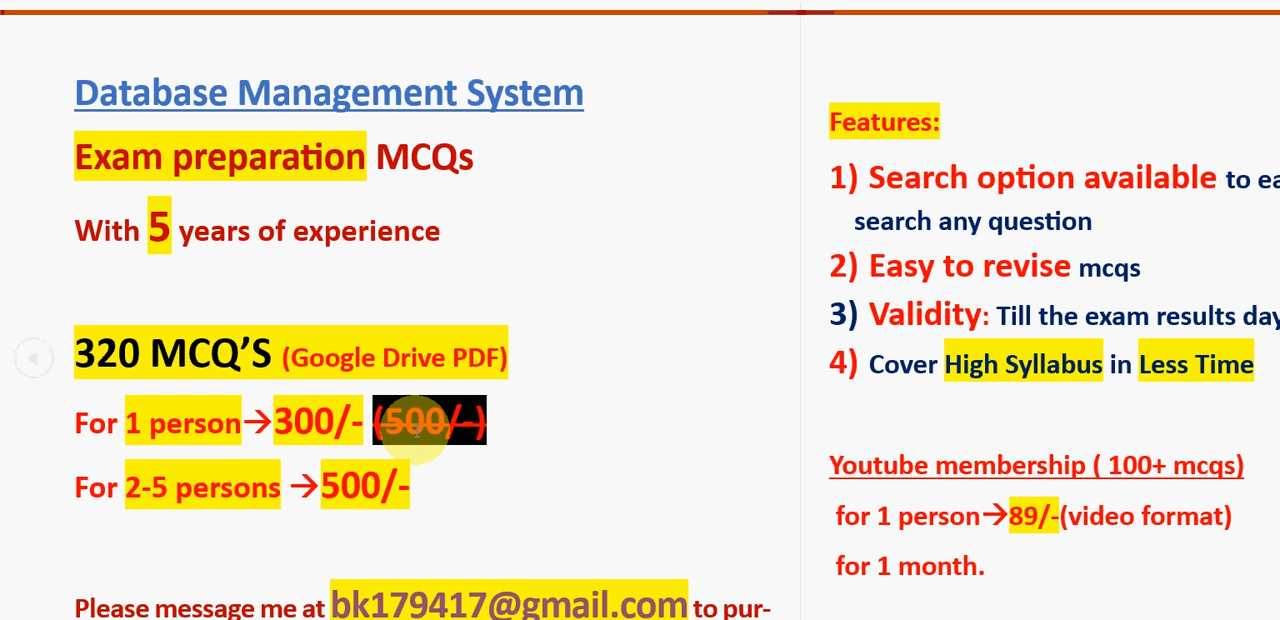 Database Management System
Exam preparation MCQs
With 5 years of experience
320 MCQ’S (Google Drive PDF)
For 1 person→300/- (500/-)
For 2-5 persons →500/-
Please message me at bk179417@gmail.com to pur-
Features:
1) Search option available to ea
search any question
2) Easy to revise mcqs
3) Validity: Till the exam results day
4) Cover High Syllabus in Less Time
Youtube membership ( 100+ mcqs)
for 1 person→89/-(video format)
for 1 month.